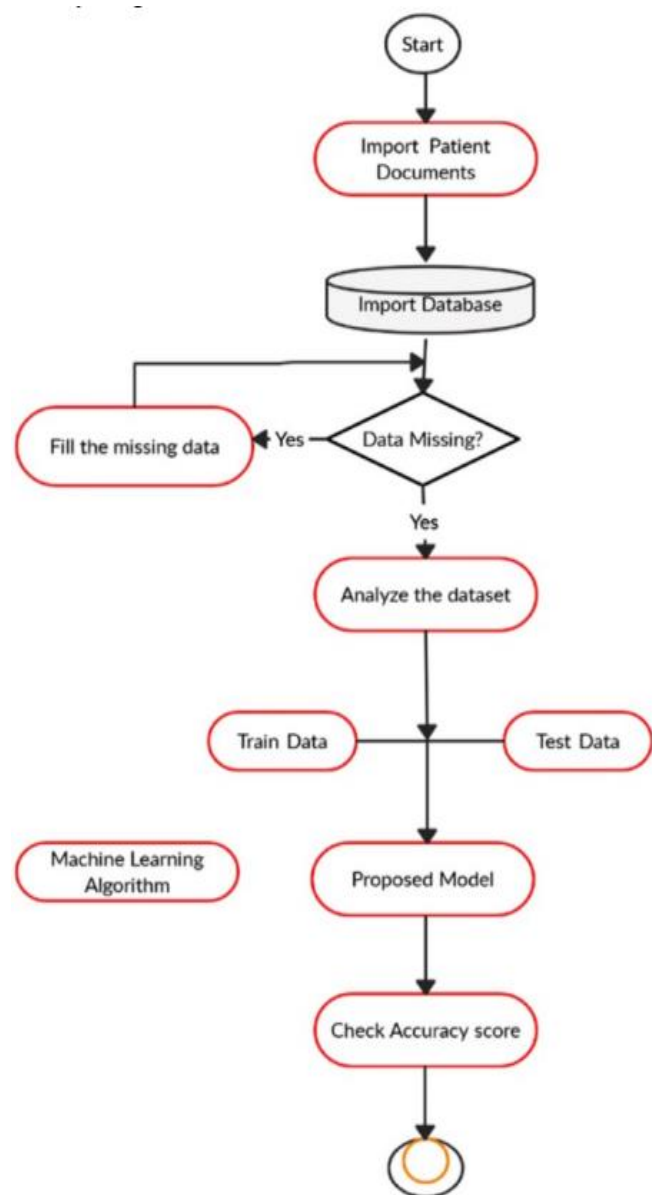 Start
Import Patient
Documents
Import Database
Data Missing?
Yes
Fill the missing data
Yes
Analyze the dataset
Train Data
Test Data
Machine Learning
Algorithm
Proposed Model
Check Accuracy score